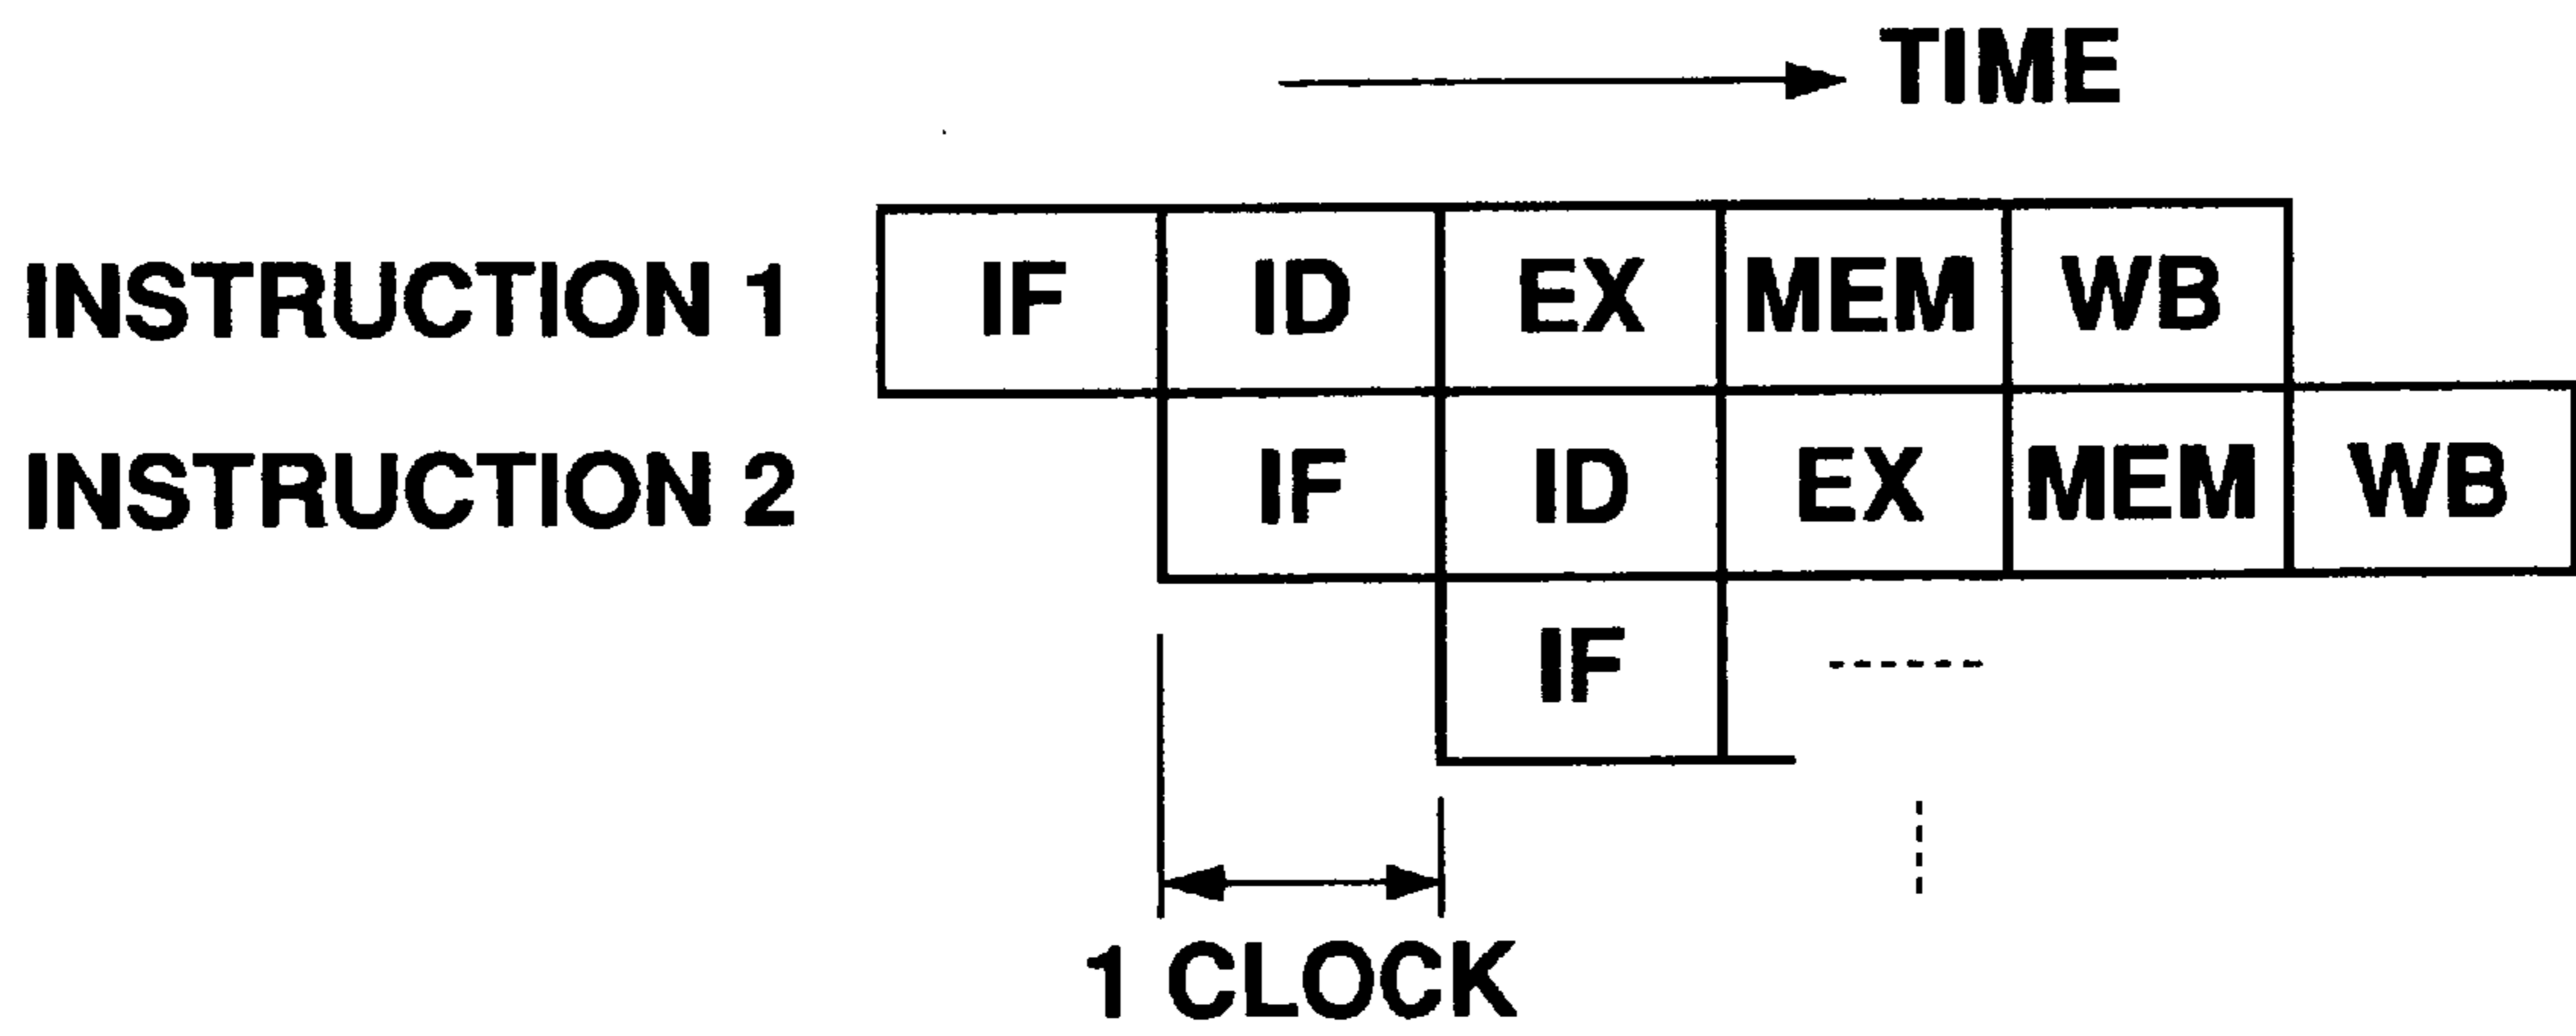 TIME
INSTRUCTION 1 IF ID EX MEM WB
INSTRUCTION 2 IF ID EX MEM WB
IF
1 CLOCK